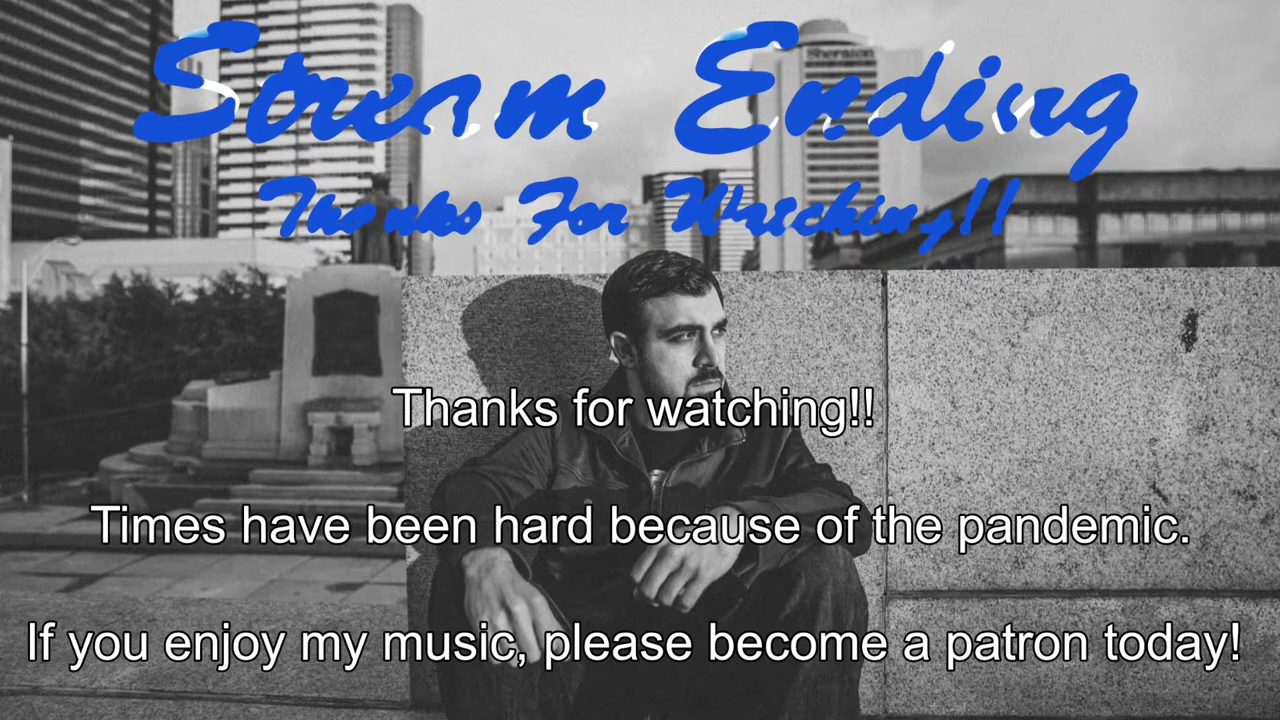 Stream Ending
Thanks For Watching!!
Sheraton
Thanks for watching!!
Times have been hard because of the pandemic.
If you enjoy my music, please become a patron today!